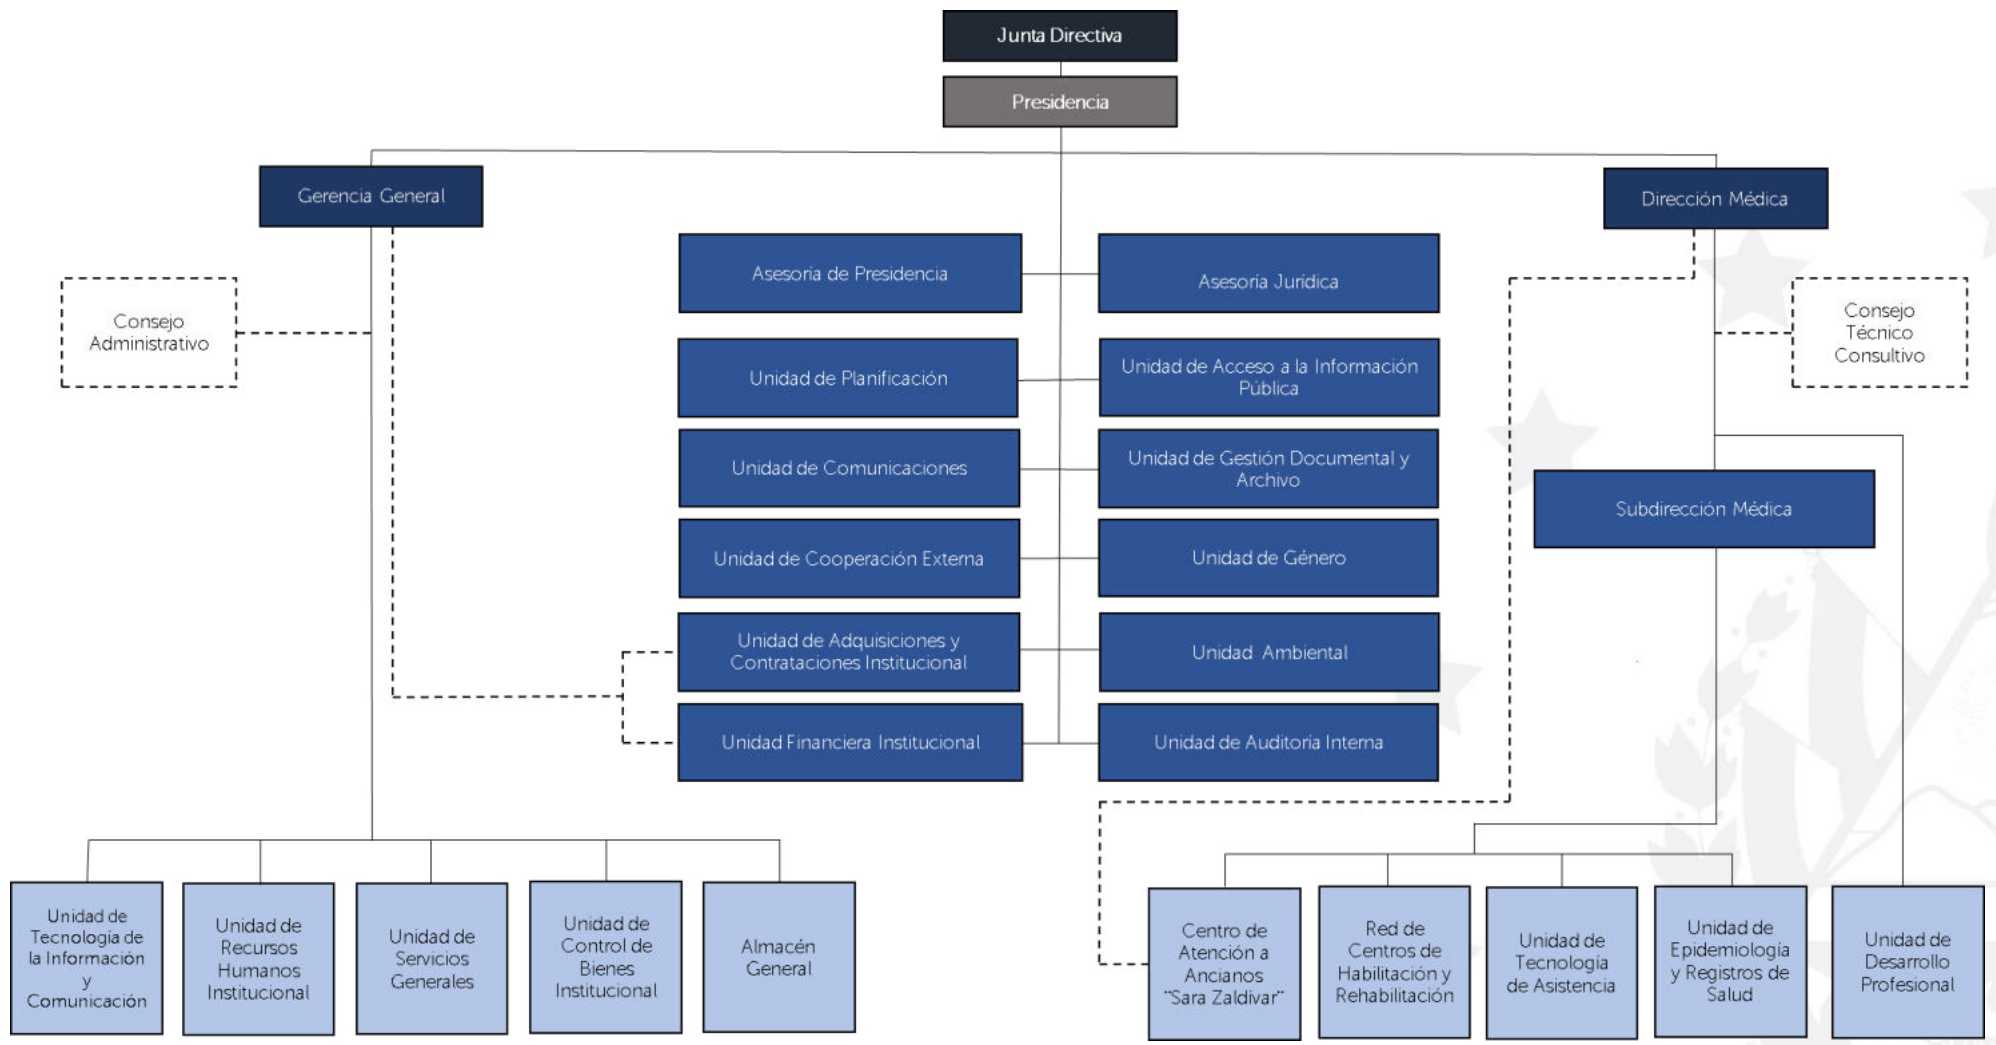 Junta Directiva
Presidencia
Gerencia General
Dirección Médica
Asesoría de Presidencia
Asesoría Jurídica
Consejo
Administrativo
Consejo
Técnico
Consultivo
Unidad de Planificación
Unidad de Acceso a la Información
Pública
Unidad de Comunicaciones
Unidad de Gestión Documental y
Archivo
Subdirección Médica
Unidad de Cooperación Externa
Unidad de Género
Unidad de Adquisiciones y
Contrataciones Institucional
Unidad Ambiental
Unidad Financiera Institucional
Unidad de Auditoría Interna
Unidad de
Tecnología de
la Información
y
Comunicación
Unidad de
Recursos
Humanos
Institucional
Unidad de
Servicios
Generales
Unidad de
Control de
Bienes
Institucional
Almacén
General
Centro de
Atención a
Ancianos
¨Sara Zaldivar¨
Red de
Centros de
Habilitación y
Rehabilitación
Unidad de
Tecnología
de Asistencia
Unidad de
Epidemiología
y Registros de
Salud
Unidad de
Desarrollo
Profesional